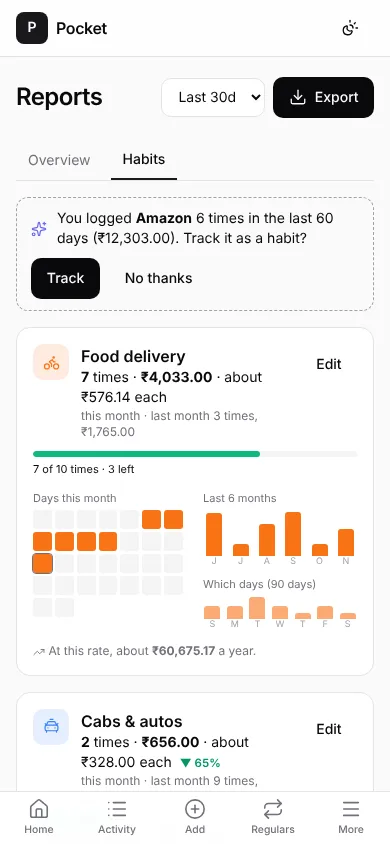 P Pocket
Reports
Last 30d
Export
Overview
Habits
You logged Amazon 6 times in the last 60
days (₹12,303.00). Track it as a habit?
Track
No thanks
Food delivery
Edit
7 times · ₹4,033.00 · about
₹576.14 each
this month · last month 3 times,
₹1,765.00
7 of 10 times · 3 left
Days this month
Last 6 months
J J A S O N
Which days (90 days)
S M T W T F S
At this rate, about ₹60,675.17 a year.
Cabs & autos
Edit
2 times · ₹656.00 · about
₹328.00 each ▼ 65%
this month · last month 9 times,
Home
Activity
Add
Regulars
More